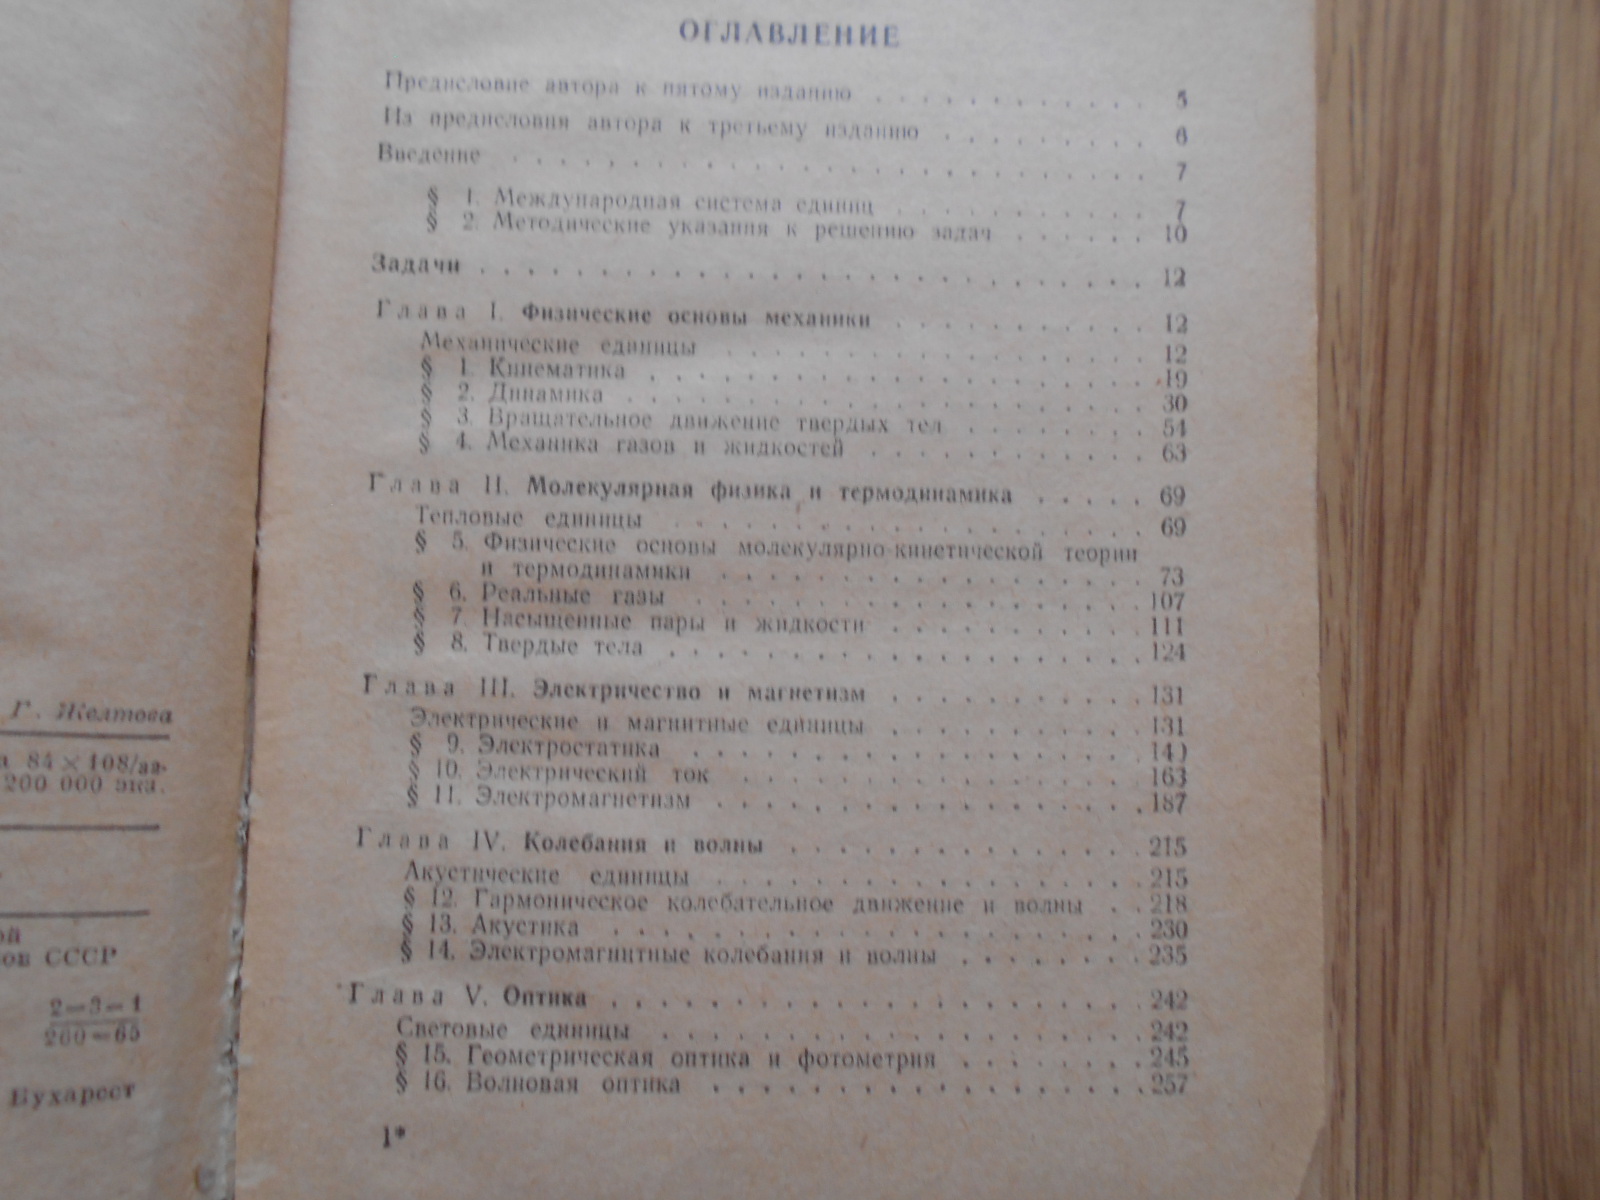 Г. Желтова
84 × 108/
200 000 экз.
ой
ов СССР
2—3—1
260—65
Бухарест
ОГЛАВЛЕНИЕ
Предисловие автора к пятому изданию . . . . . . . . . . . 5
Из предисловия автора к третьему изданию . . . . . . . . 6
Введение . . . . . . . . . . . . . . . . . . . . . . . 7
§ 1. Международная система единиц . . . . . . . . . 7
§ 2. Методические указания к решению задач . . . . . . 10
Задачи . . . . . . . . . . . . . . . . . . . . . . . . 12
Глава I. Физические основы механики . . . . . . . . . 12
Механические единицы . . . . . . . . . . . . . . . 12
§ 1. Кинематика . . . . . . . . . . . . . . . . . . 19
§ 2. Динамика . . . . . . . . . . . . . . . . . . . 30
§ 3. Вращательное движение твердых тел . . . . . . . . 54
§ 4. Механика газов и жидкостей . . . . . . . . . . . 63
Глава II. Молекулярная физика и термодинамика . . . . . 69
Тепловые единицы . . . . . . . . . . . . . . . . . 69
§ 5. Физические основы молекулярно-кинетической теории
и термодинамики . . . . . . . . . . . . . . . . 73
§ 6. Реальные газы . . . . . . . . . . . . . . . . . 107
§ 7. Насыщенные пары и жидкости . . . . . . . . . . 111
§ 8. Твердые тела . . . . . . . . . . . . . . . . . . 124
Глава III. Электричество и магнетизм . . . . . . . . . 131
Электрические и магнитные единицы . . . . . . . . . 131
§ 9. Электростатика . . . . . . . . . . . . . . . . . 140
§ 10. Электрический ток . . . . . . . . . . . . . . . 163
§ 11. Электромагнетизм . . . . . . . . . . . . . . . . 187
Глава IV. Колебания и волны . . . . . . . . . . . . . 215
Акустические единицы . . . . . . . . . . . . . . . 215
§ 12. Гармоническое колебательное движение и волны . . 218
§ 13. Акустика . . . . . . . . . . . . . . . . . . . 230
§ 14. Электромагнитные колебания и волны . . . . . . . 235
Глава V. Оптика . . . . . . . . . . . . . . . . . . . 242
Световые единицы . . . . . . . . . . . . . . . . . 242
§ 15. Геометрическая оптика и фотометрия . . . . . . . 245
§ 16. Волновая оптика . . . . . . . . . . . . . . . . 257
1*